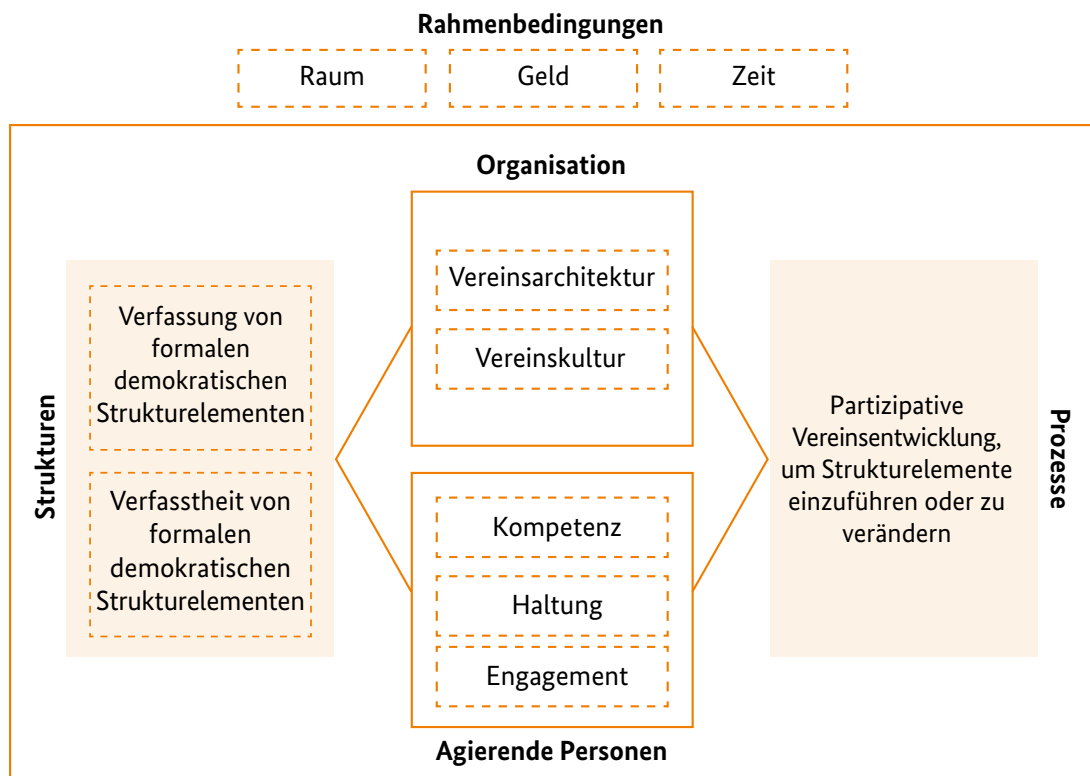 Rahmenbedingungen
Raum
Geld
Zeit
Organisation
Vereinsarchitektur
Vereinskultur
Strukturen
Verfassung von
formalen
demokratischen
Strukturelementen
Verfasstheit von
formalen
demokratischen
Strukturelementen
Kompetenz
Haltung
Engagement
Agierende Personen
Partizipative
Vereinsentwicklung,
um Strukturelemente
einzuführen oder zu
verändern
Prozesse